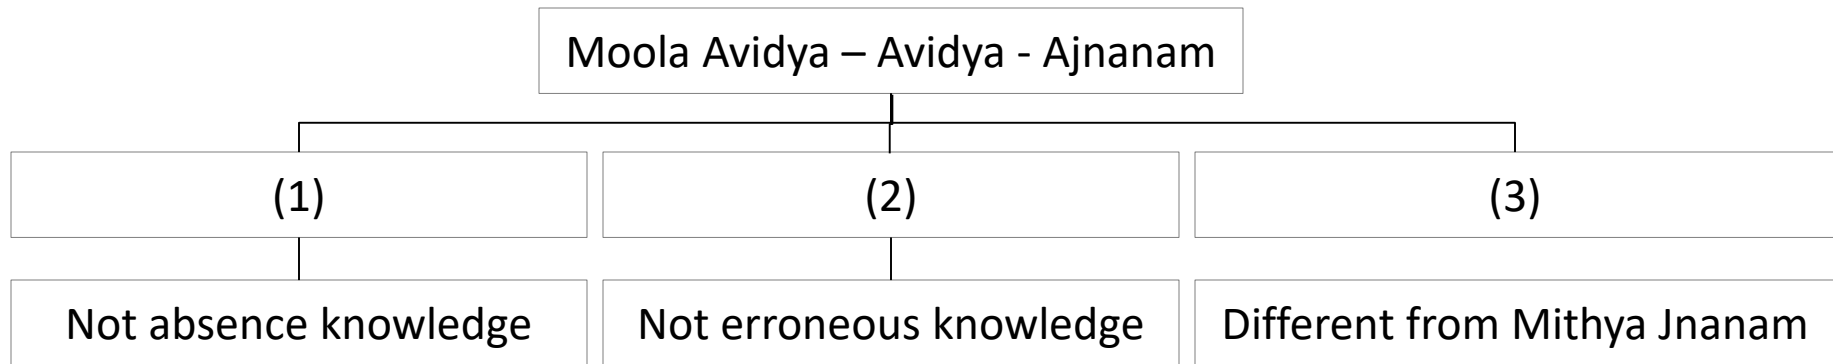 Moola Avidya – Avidya - Ajnanam
(1)
(2)
(3)
Not absence knowledge
Not erroneous knowledge
Different from Mithya Jnanam